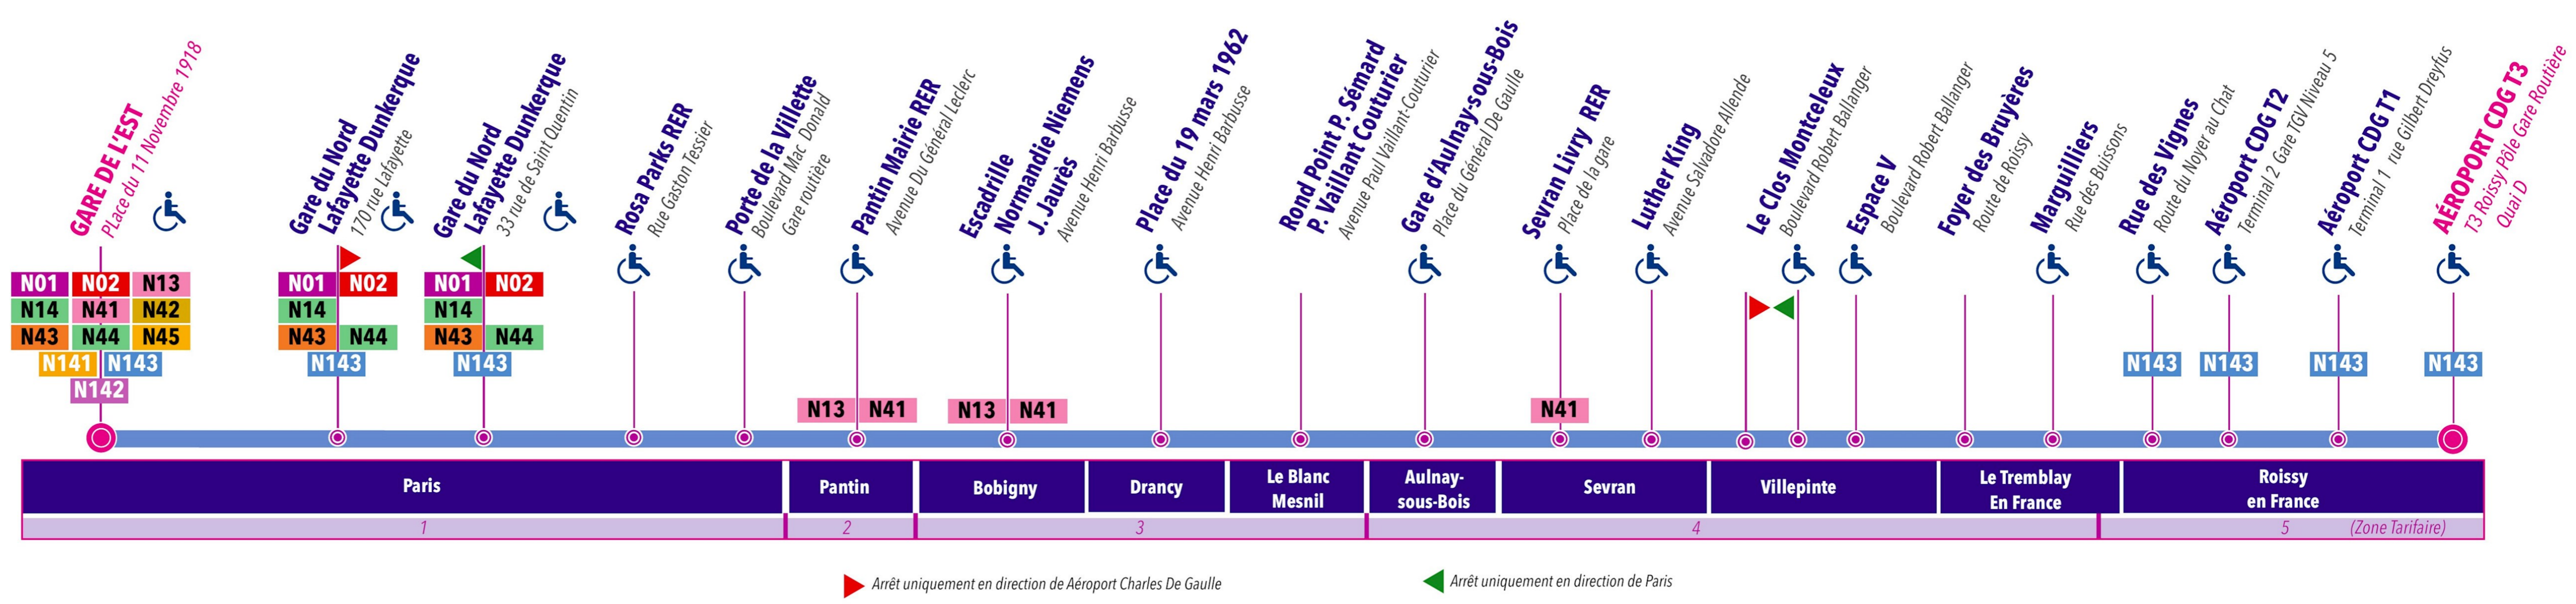 GARE DE L'EST
PLace du 11 Novembre 1918
Gare du Nord
Lafayette Dunkerque
170 rue Lafayette
Gare du Nord
Lafayette Dunkerque
33 rue de Saint Quentin
Rosa Parks RER
Rue Gaston Tessier
Porte de la Villette
Boulevard Mac Donald
Gare routière
Pantin Mairie RER
Avenue Du Général Leclerc
Escadrille
Normandie Niemens
J. Jaurès
Avenue Henri Barbusse
Place du 19 mars 1962
Avenue Henri Barbusse
Rond Point P. Sémard
P. Vaillant Couturier
Avenue Paul Vaillant-Couturier
Gare d'Aulnay-sous-Bois
Place du Général De Gaulle
Sevran Livry RER
Place de la gare
Luther King
Avenue Salvadore Allende
Le Clos Montceleux
Boulevard Robert Ballanger
Espace V
Boulevard Robert Ballanger
Foyer des Bruyères
Route de Roissy
Marguilliers
Rue des Buissons
Rue des Vignes
Route du Noyer au Chat
Aéroport CDG T2
Terminal 2 Gare TGV Niveau 5
Aéroport CDG T1
Terminal 1 rue Gilbert Dreyfus
AÉROPORT CDG T3
T3 Roissy Pôle Gare Routière
Quai D
N01 N02 N13
N14 N41 N42
N43 N44 N45
N141 N143
N142
N01 N02
N14
N43 N44
N143
N01 N02
N14
N43 N44
N143
N13 N41
N13 N41
N41
N143
N143
N143
N143
Paris
Pantin
Bobigny
Drancy
Le Blanc
Mesnil
Aulnay-
sous-Bois
Sevran
Villepinte
Le Tremblay
En France
Roissy
en France
1
2
3
4
5
(Zone Tarifaire)
Arrêt uniquement en direction de Aéroport Charles De Gaulle
Arrêt uniquement en direction de Paris